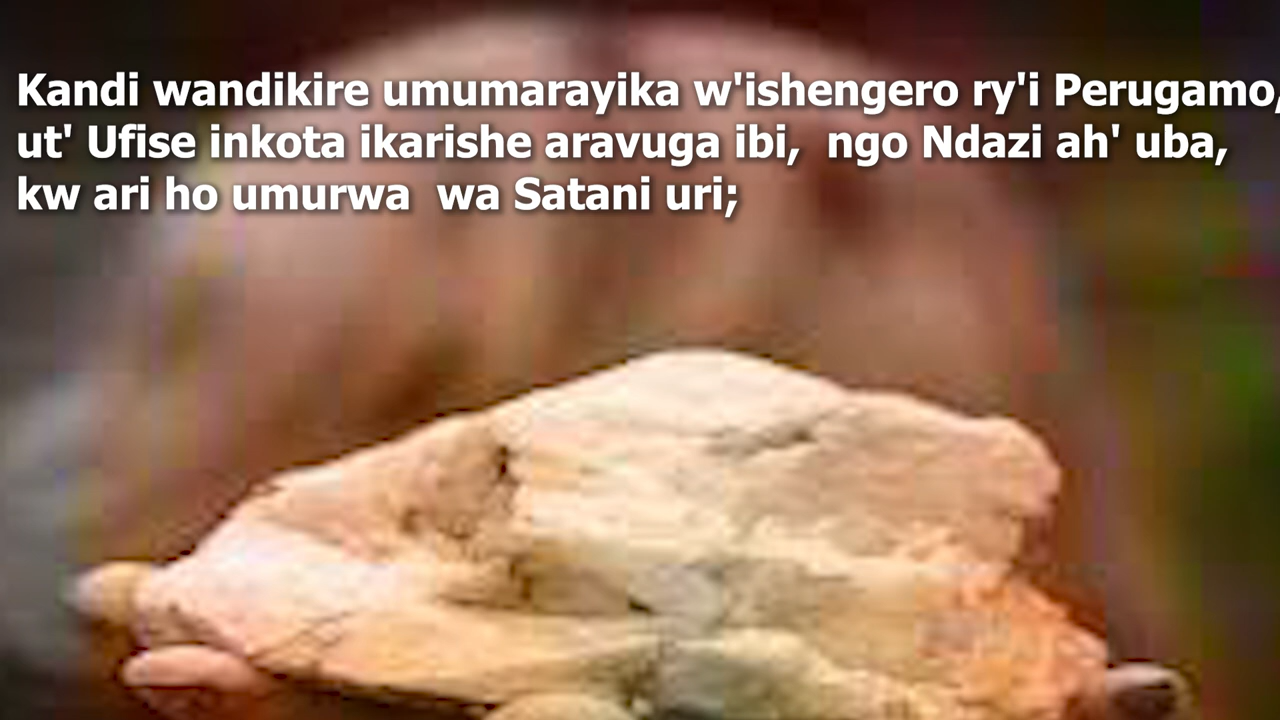 Kandi wandikire umumarayika w'ishengero ry'i Perugamo,
ut' Ufise inkota ikarishe aravuga ibi,  ngo Ndazi ah' uba,
kw ari ho umurwa  wa Satani uri;